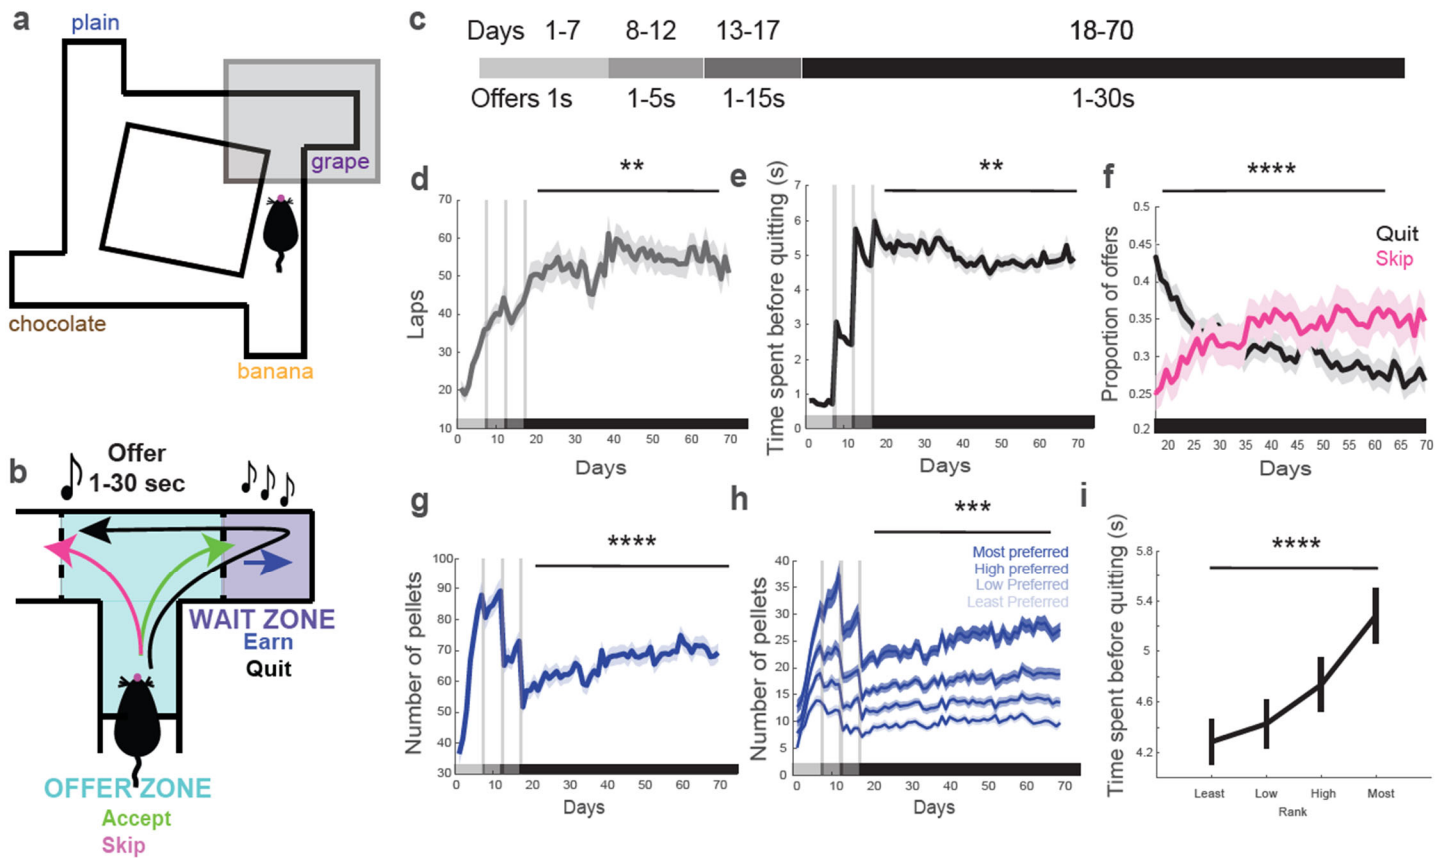 a
plain
grape
chocolate
banana
b
Offer
1-30 sec
WAIT ZONE
Earn
Quit
OFFER ZONE
Accept
Skip
c
Days 1-7 8-12 13-17 18-70
Offers 1s 1-5s 1-15s 1-30s
d
**
Laps
70
60
50
40
30
20
10
0 10 20 30 40 50 60 70
Days
e
**
Time spent before quitting (s)
7
6
5
4
3
2
1
0
0 10 20 30 40 50 60 70
Days
f
****
Proportion of offers
0.5
0.45
0.4
0.35
0.3
0.25
0.2
Quit
Skip
20 25 30 35 40 45 50 55 60 65 70
Days
g
****
Number of pellets
100
90
80
70
60
50
40
30
0 10 20 30 40 50 60 70
Days
h
***
Most preferred
High preferred
Low Preferred
Least Preferred
Number of pellets
40
35
30
25
20
15
10
5
0
0 10 20 30 40 50 60 70
Days
i
****
Time spent before quitting (s)
5.8
5.4
5
4.6
4.2
Least Low High Most
Rank